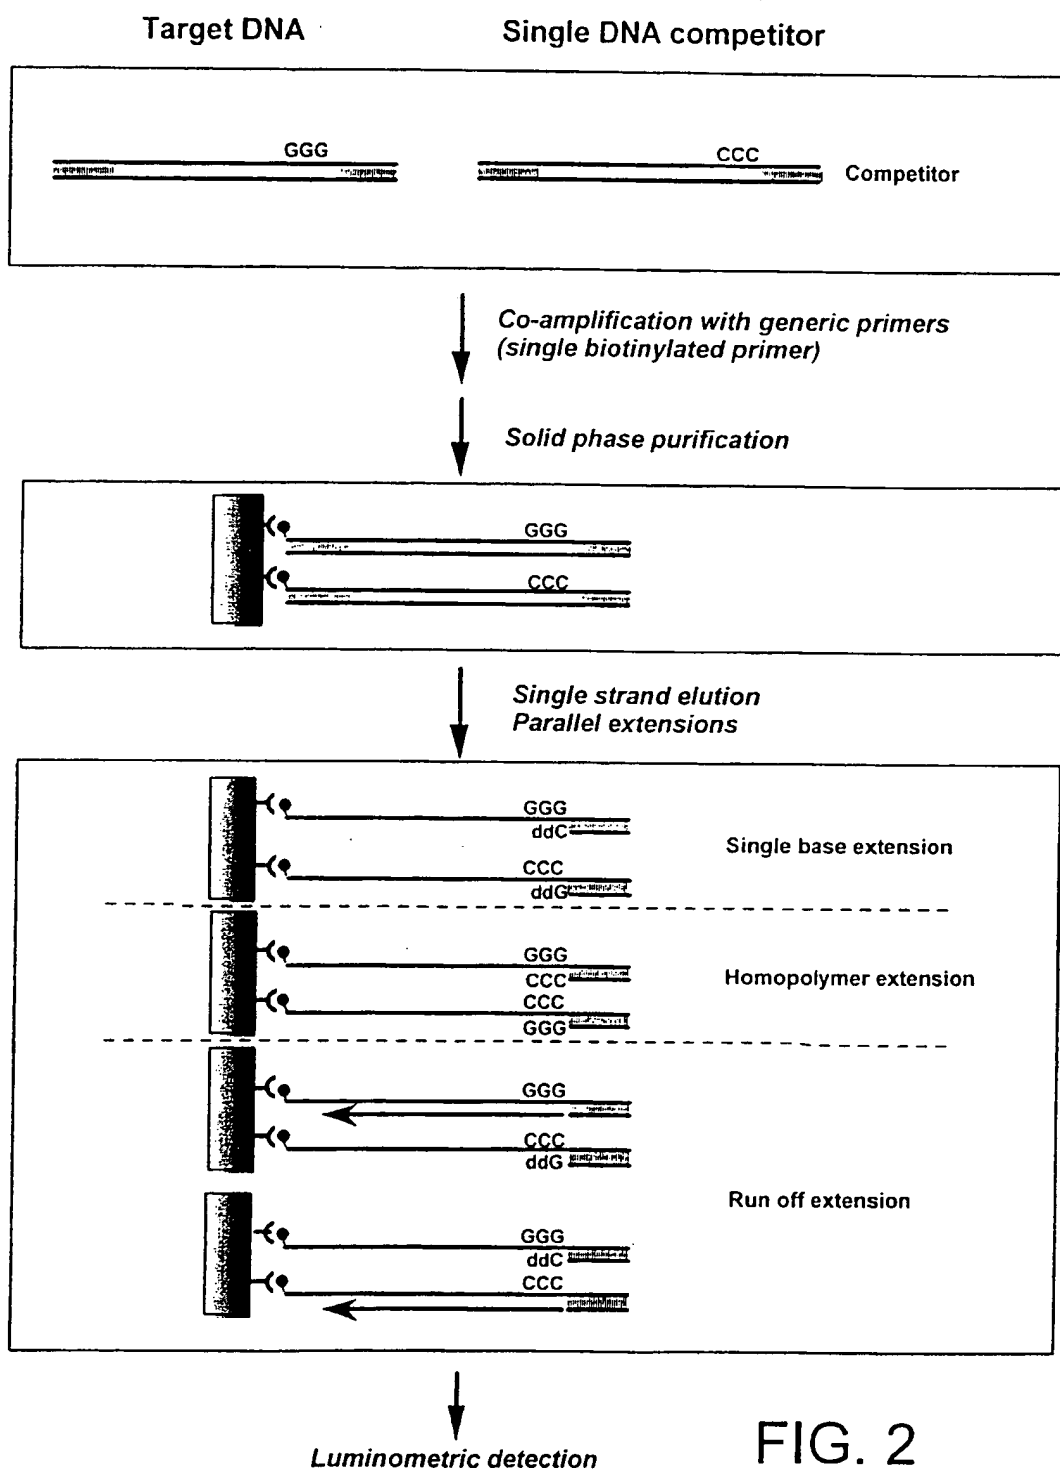 Target DNA
Single DNA competitor
GGG
CCC
Competitor
Co-amplification with generic primers
(single biotinylated primer)
Solid phase purification
GGG
CCC
Single strand elution
Parallel extensions
GGG
ddC
Single base extension
CCC
ddG
GGG
CCC
Homopolymer extension
CCC
GGG
GGG
CCC
ddG
Run off extension
GGG
ddC
CCC
Luminometric detection
FIG. 2